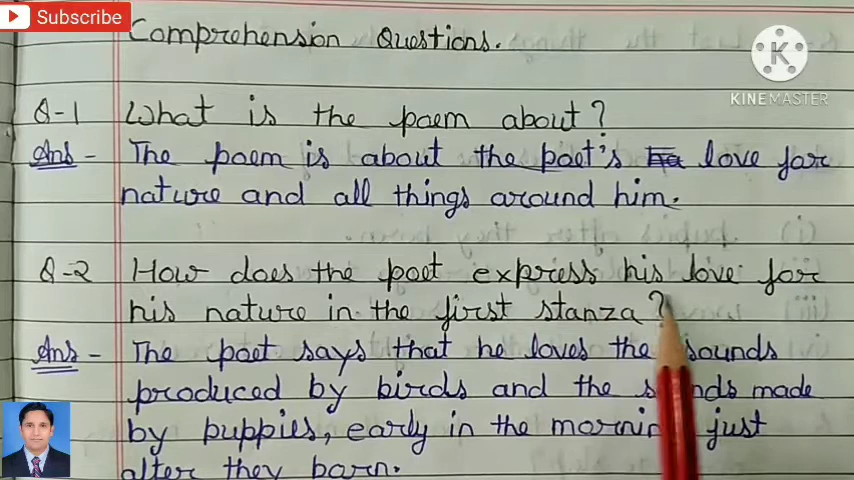 Subscribe
Comprehension Questions.
KINEMASTER
Q-1 What is the poem about?
Ans - The poem is about the poet's love for
nature and all things around him.
Q-2 How does the poet express his love for
his nature in the first stanza?
Ans - The poet says that he loves the sounds
produced by birds and the sounds made
by puppies, early in the morning just
after they born.